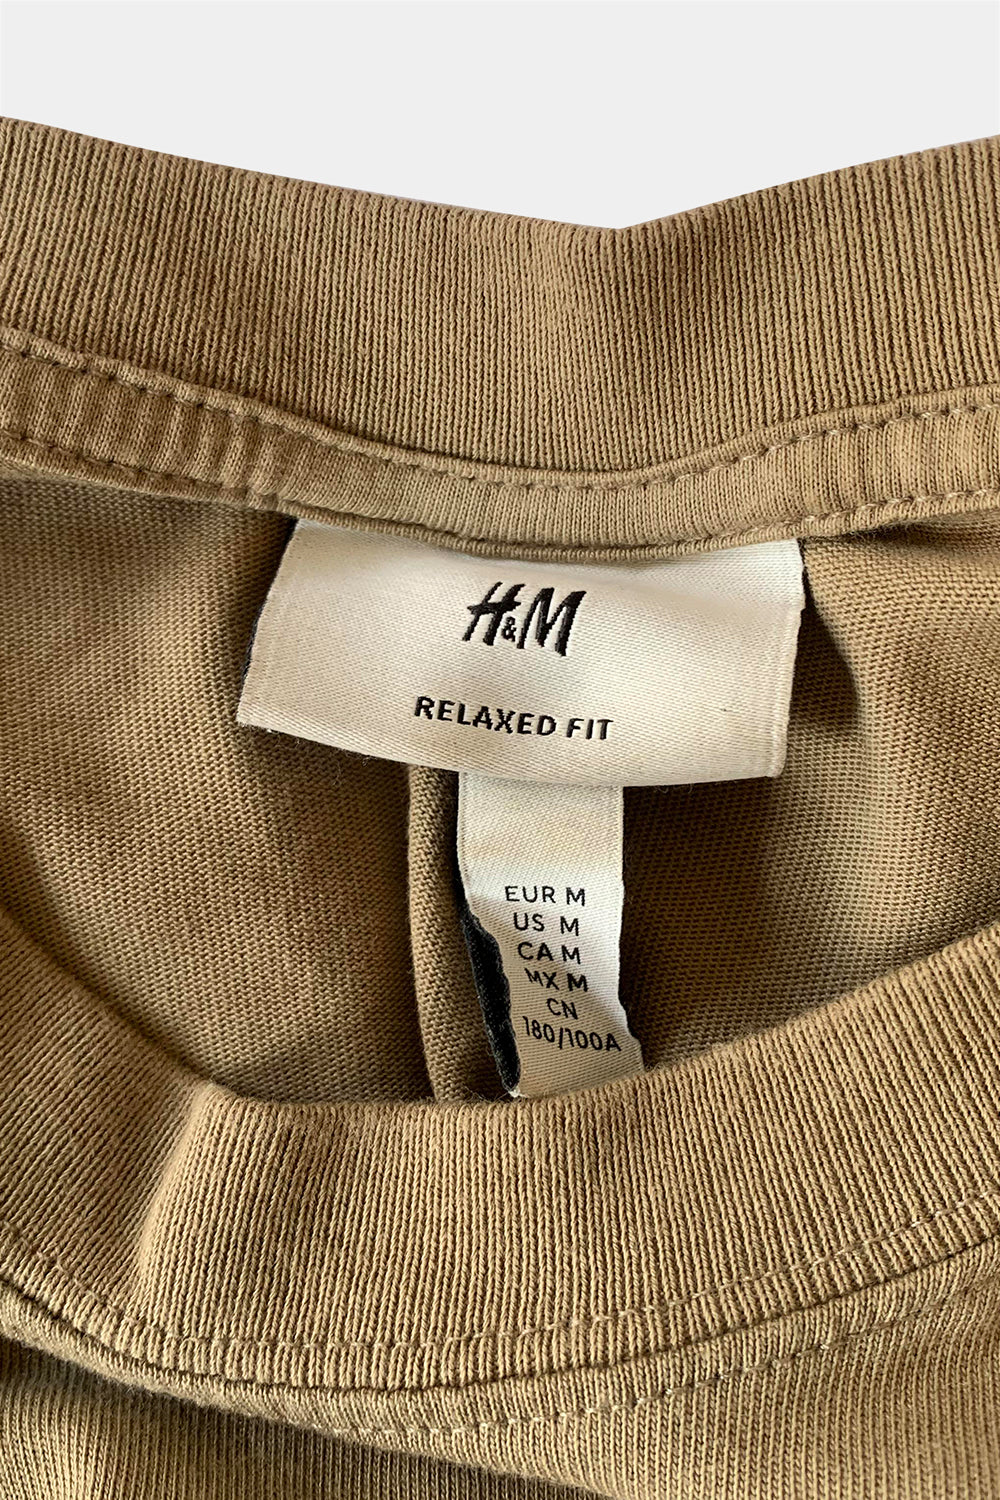 H&M
RELAXED FIT
EUR M
US M
CA M
MX M
CN
180/100A